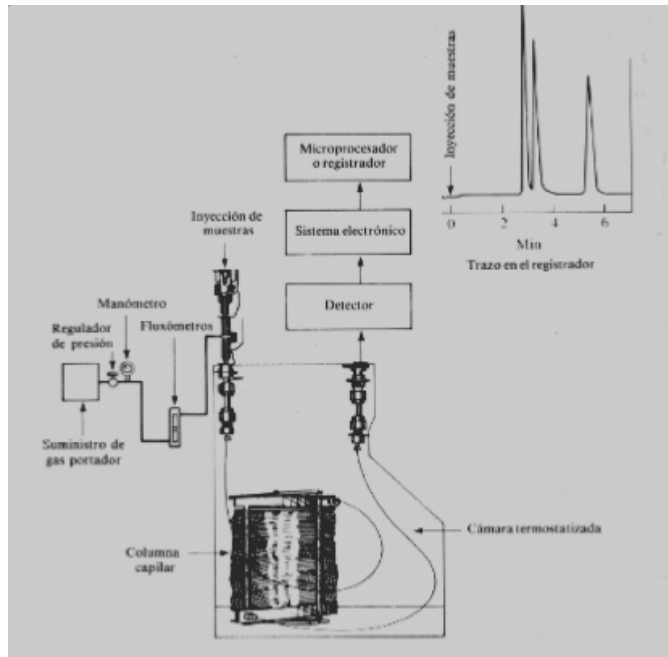 Inyección de muestras
0
2
4
6
Min
Trazo en el registrador
Microprocesador
o registrador
Sistema electrónico
Detector
Inyección de
muestras
Manómetro
Regulador
de presión
Fluxómetros
Suministro de
gas portador
Columna
capilar
Cámara termostatizada